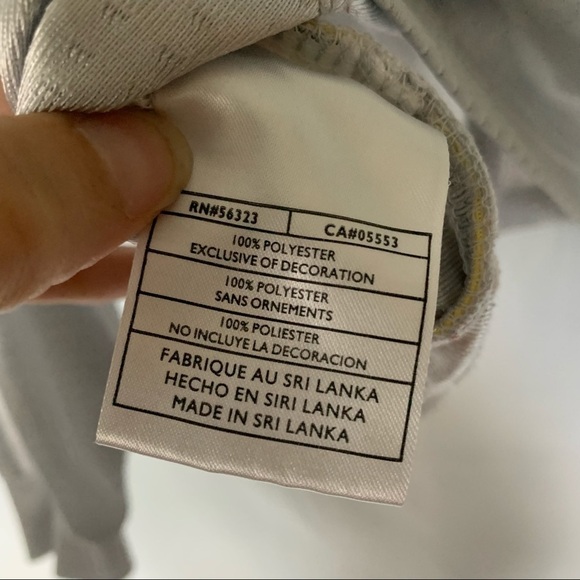 RN#56323 CA#05553
100% POLYESTER
EXCLUSIVE OF DECORATION
100% POLYESTER
SANS ORNEMENTS
100% POLIESTER
NO INCLUYE LA DECORACION
FABRIQUE AU SRI LANKA
HECHO EN SIRI LANKA
MADE IN SRI LANKA